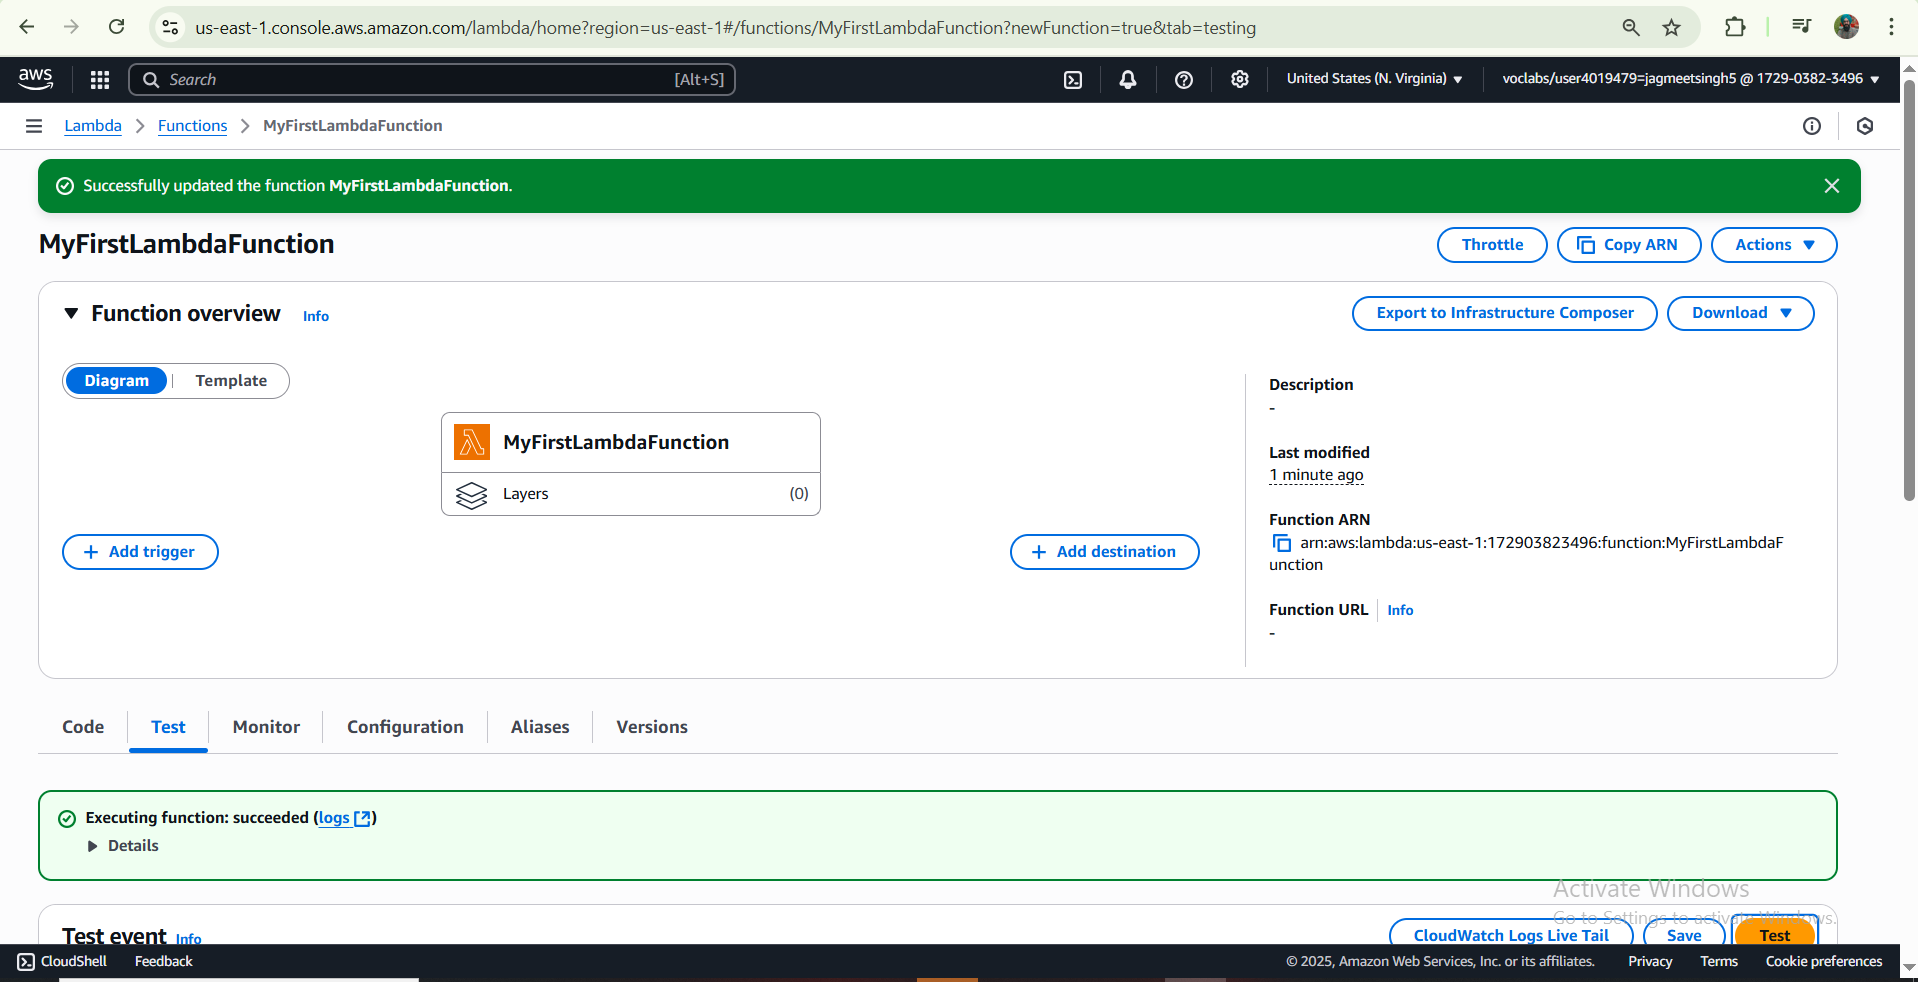 us-east-1.console.aws.amazon.com/lambda/home?region=us-east-1#/functions/MyFirstLambdaFunction?newFunction=true&tab=testing
aws
Search [Alt+S]
United States (N. Virginia)
voclabs/user4019479=jagmeetsingh5 @ 1729-0382-3496
Lambda > Functions > MyFirstLambdaFunction
Successfully updated the function MyFirstLambdaFunction.
MyFirstLambdaFunction
Throttle
Copy ARN
Actions
Function overview Info
Export to Infrastructure Composer
Download
Diagram
Template
MyFirstLambdaFunction
Layers (0)
Add trigger
Add destination
Description
-
Last modified
1 minute ago
Function ARN
arn:aws:lambda:us-east-1:172903823496:function:MyFirstLambdaF
unction
Function URL Info
-
Code
Test
Monitor
Configuration
Aliases
Versions
Executing function: succeeded (logs)
Details
Activate Windows
Go to Settings to activate Windows.
Test event Info
CloudWatch Logs Live Tail
Save
Test
CloudShell
Feedback
© 2025, Amazon Web Services, Inc. or its affiliates.
Privacy
Terms
Cookie preferences